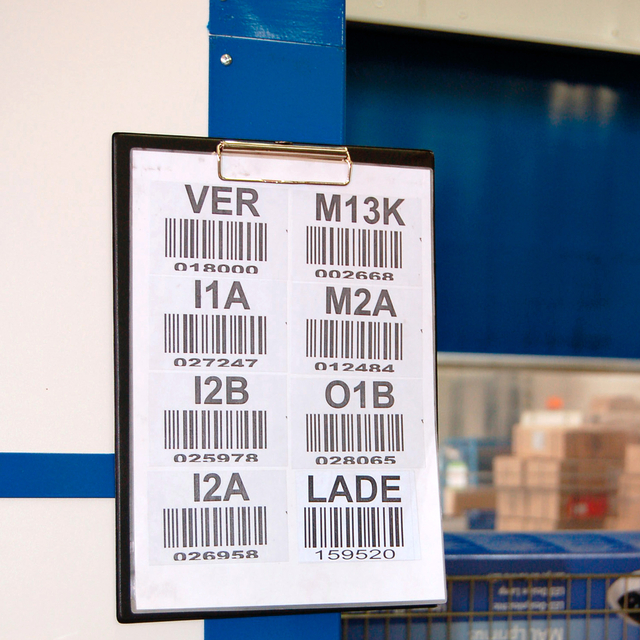 VER
018000
I1A
027247
I2B
025978
I2A
026958
M13K
002668
M2A
012484
O1B
028065
LADE
159520